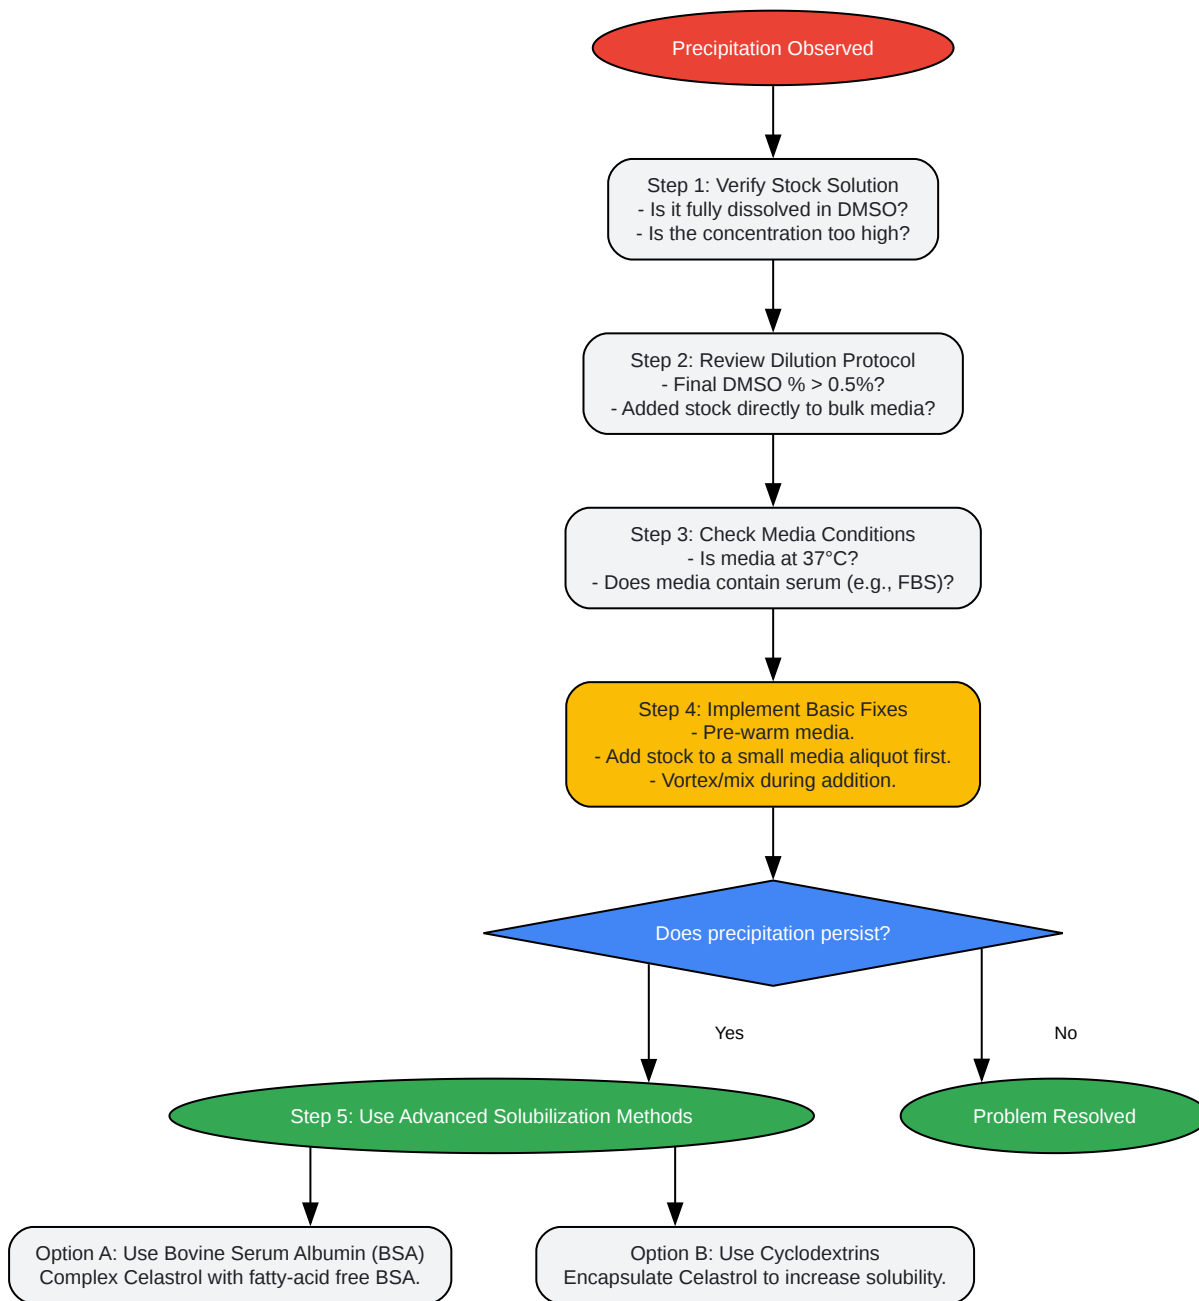 Precipitation Observed
Step 1: Verify Stock Solution
- Is it fully dissolved in DMSO?
- Is the concentration too high?
Step 2: Review Dilution Protocol
- Final DMSO % > 0.5%?
- Added stock directly to bulk media?
Step 3: Check Media Conditions
- Is media at 37°C?
- Does media contain serum (e.g., FBS)?
Step 4: Implement Basic Fixes
- Pre-warm media.
- Add stock to a small media aliquot first.
- Vortex/mix during addition.
Does precipitation persist?
Yes
No
Step 5: Use Advanced Solubilization Methods
Problem Resolved
Option A: Use Bovine Serum Albumin (BSA)
Complex Celastrol with fatty-acid free BSA.
Option B: Use Cyclodextrins
Encapsulate Celastrol to increase solubility.